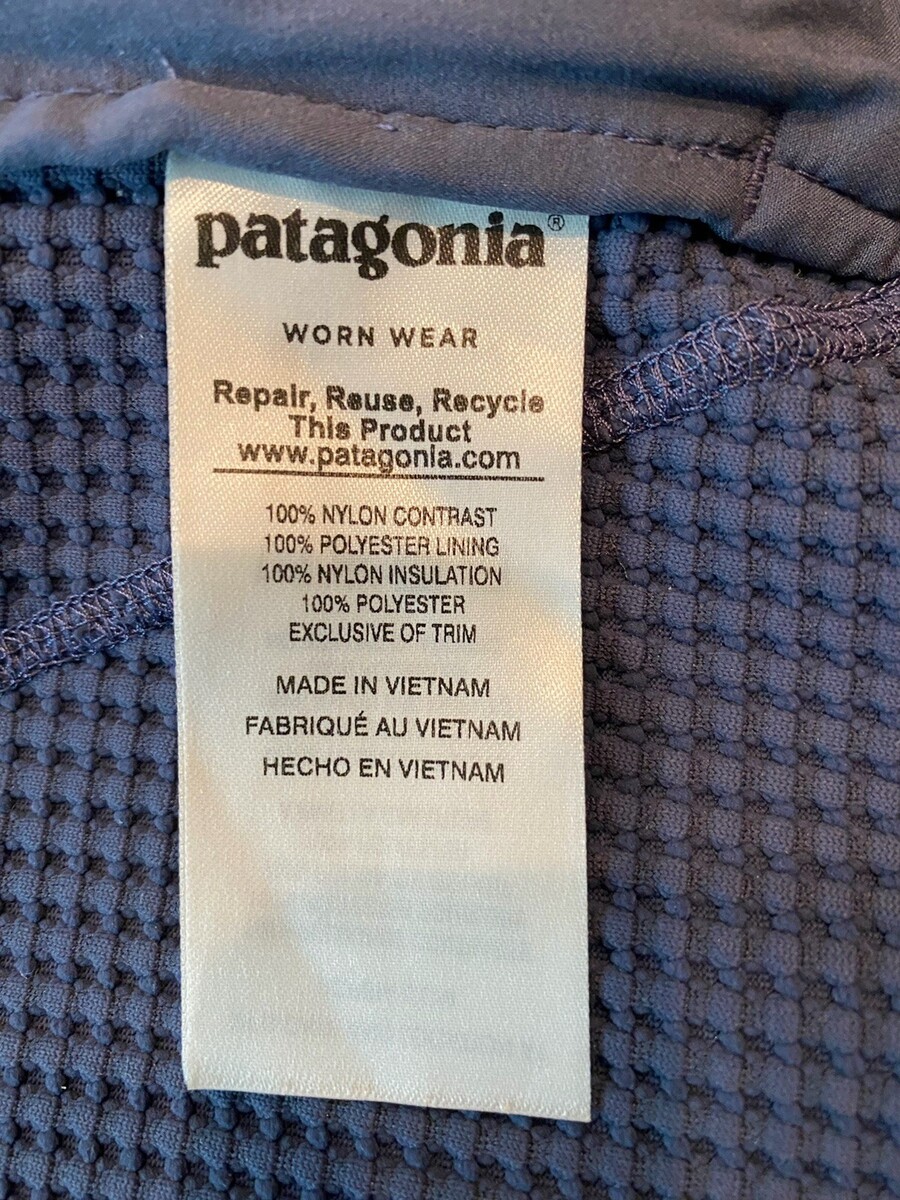 patagonia®
WORN WEAR
Repair, Reuse, Recycle
This Product
www.patagonia.com
100% NYLON CONTRAST
100% POLYESTER LINING
100% NYLON INSULATION
100% POLYESTER
EXCLUSIVE OF TRIM
MADE IN VIETNAM
FABRIQUÉ AU VIETNAM
HECHO EN VIETNAM